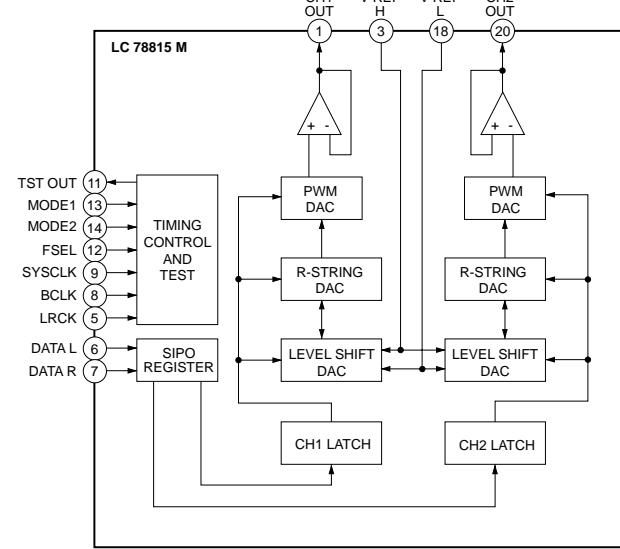 OUT
H
L
OUT
1
3
18
20
LC 78815 M
+ -
+ -
TST OUT 11
MODE1 13
MODE2 14
FSEL 12
SYSCLK 9
BCLK 8
LRCK 5
DATA L 6
DATA R 7
TIMING
CONTROL
AND
TEST
SIPO
REGISTER
PWM
DAC
R-STRING
DAC
LEVEL SHIFT
DAC
CH1 LATCH
PWM
DAC
R-STRING
DAC
LEVEL SHIFT
DAC
CH2 LATCH